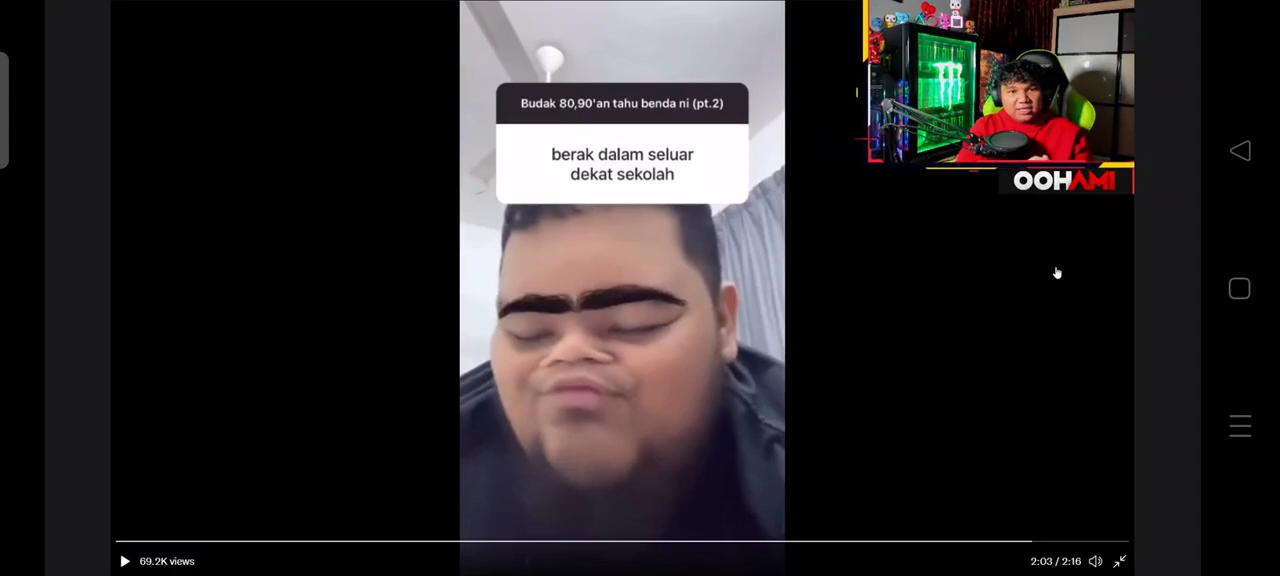 Budak 80,90'an tahu benda ni (pt.2)
berak dalam seluar
dekat sekolah
OOHAMI
69.2K views
2:03 / 2:16